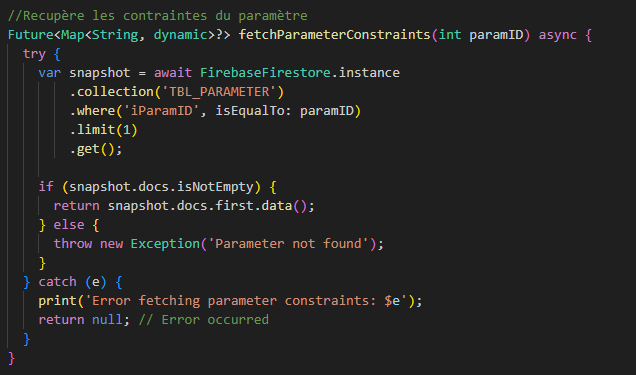 //Recupère les contraintes du paramètre
Future<Map<String, dynamic>?> fetchParameterConstraints(int paramID) async {
  try {
    var snapshot = await FirebaseFirestore.instance
        .collection('TBL_PARAMETER')
        .where('iParamID', isEqualTo: paramID)
        .limit(1)
        .get();

    if (snapshot.docs.isNotEmpty) {
      return snapshot.docs.first.data();
    } else {
      throw new Exception('Parameter not found');
    }
  } catch (e) {
    print('Error fetching parameter constraints: $e');
    return null; // Error occurred
  }
}